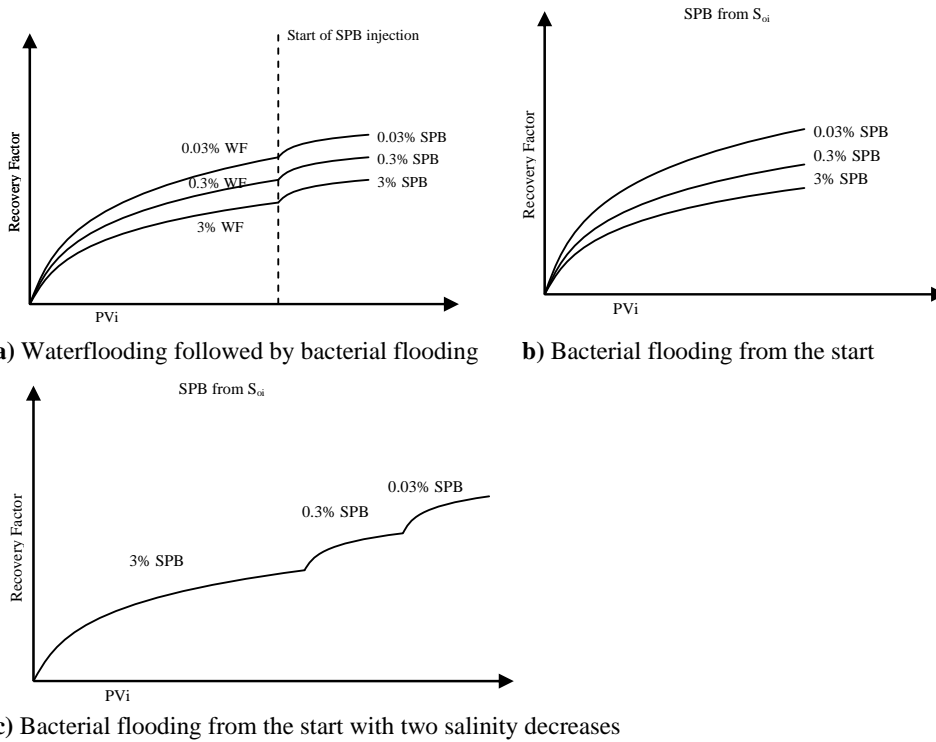 Start of SPB injection
0.03% WF
0.03% SPB
0.3% WF
0.3% SPB
3% SPB
3% WF
Recovery Factor
PVi
a) Waterflooding followed by bacterial flooding
SPB from Soi
0.03% SPB
0.3% SPB
3% SPB
Recovery Factor
PVi
b) Bacterial flooding from the start
SPB from Soi
0.03% SPB
0.3% SPB
3% SPB
Recovery Factor
PVi
c) Bacterial flooding from the start with two salinity decreases